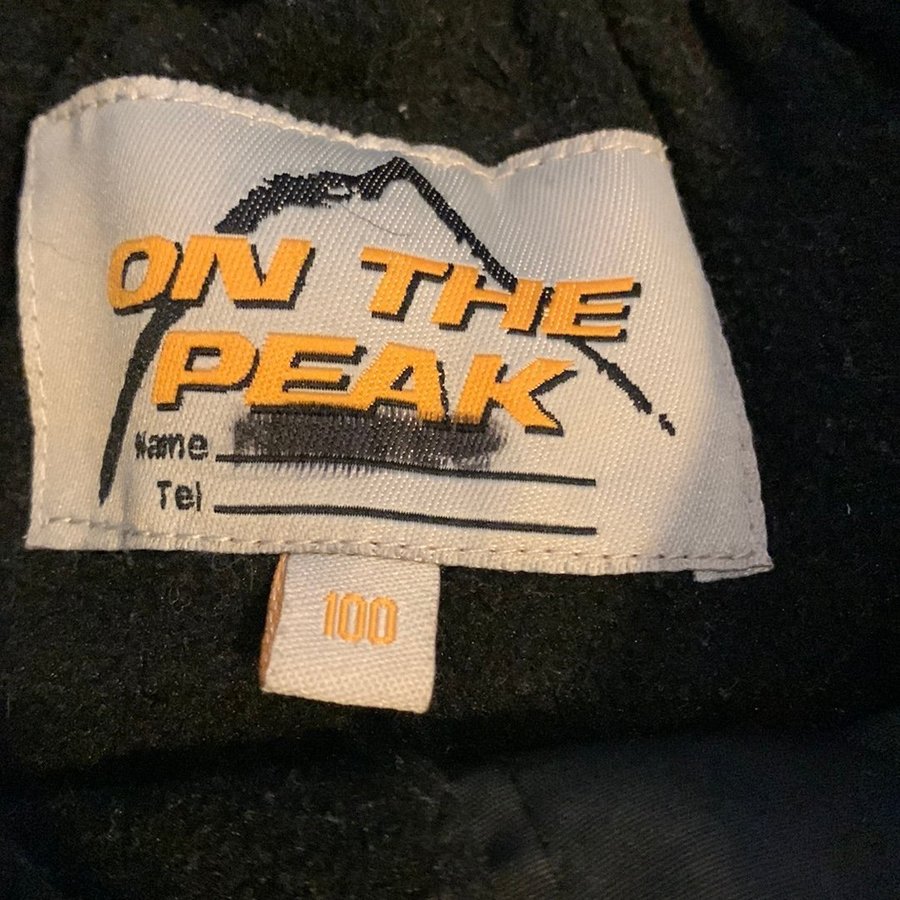 ON THE
PEAK
Name
Tel
100